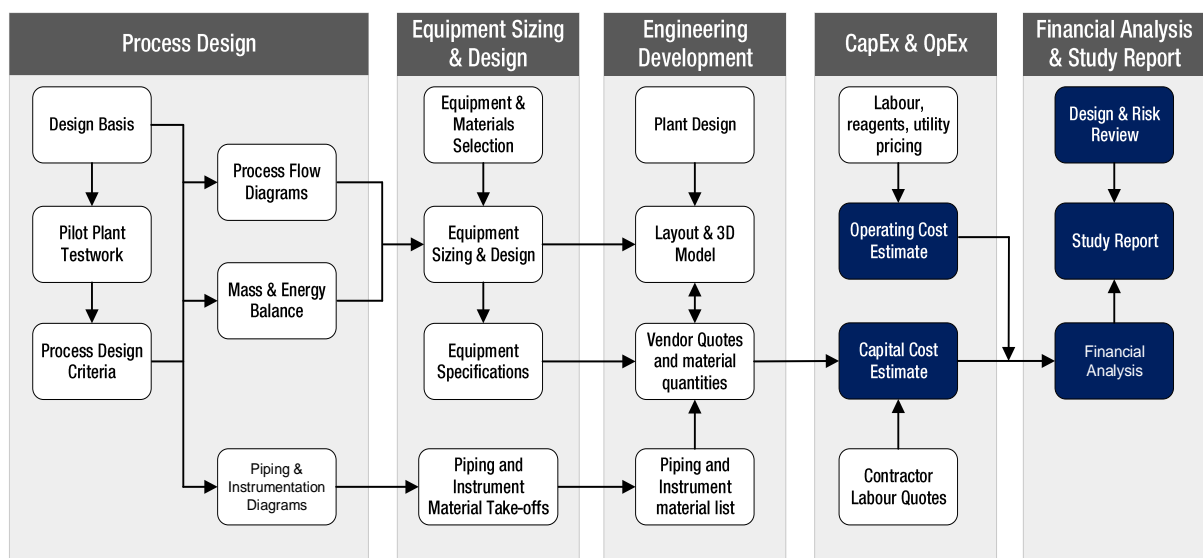 Process Design
Design Basis
Pilot Plant
Testwork
Process Design
Criteria
Process Flow
Diagrams
Mass & Energy
Balance
Piping &
Instrumentation
Diagrams
Equipment Sizing
& Design
Equipment &
Materials
Selection
Equipment
Sizing & Design
Equipment
Specifications
Piping and
Instrument
Material Take-offs
Engineering
Development
Plant Design
Layout & 3D
Model
Vendor Quotes
and material
quantities
Piping and
Instrument
material list
CapEx & OpEx
Labour,
reagents, utility
pricing
Operating Cost
Estimate
Capital Cost
Estimate
Contractor
Labour Quotes
Financial Analysis
& Study Report
Design & Risk
Review
Study Report
Financial
Analysis